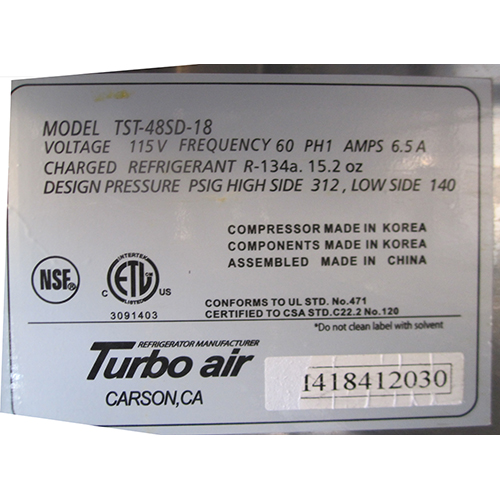 MODEL TST-48SD-18
VOLTAGE 115V FREQUENCY 60 PH1 AMPS 6.5A
CHARGED REFRIGERANT R-134a. 15.2 oz
DESIGN PRESSURE PSIG HIGH SIDE 312, LOW SIDE 140
COMPRESSOR MADE IN KOREA
COMPONENTS MADE IN KOREA
ASSEMBLED MADE IN CHINA
NSF
INTERTEK
ETL
C US
LISTED
3091403
CONFORMS TO UL STD. No.471
CERTIFIED TO CSA STD.C22.2 No.120
*Do not clean label with solvent
REFRIGERATOR MANUFACTURER
Turbo air
CARSON,CA
1418412030